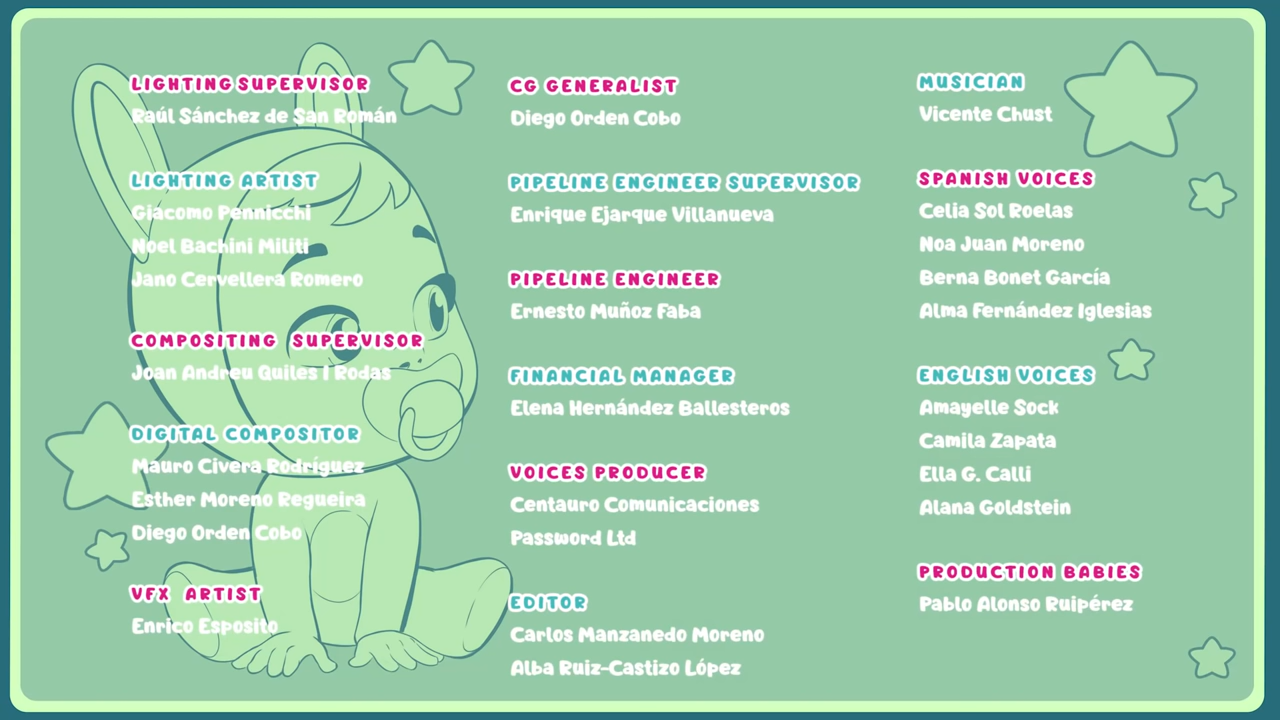 LIGHTING SUPERVISOR
Raúl Sánchez de San Román
LIGHTING ARTIST
Giacomo Pennicchi
Noel Bachini Militi
Jano Cervellera Romero
COMPOSITING SUPERVISOR
Joan Andreu Quiles I Rodas
DIGITAL COMPOSITOR
Mauro Civera Rodríguez
Esther Moreno Regueira
Diego Orden Cobo
VFX ARTIST
Enrico Esposito
CG GENERALIST
Diego Orden Cobo
PIPELINE ENGINEER SUPERVISOR
Enrique Ejarque Villanueva
PIPELINE ENGINEER
Ernesto Muñoz Faba
FINANCIAL MANAGER
Elena Hernández Ballesteros
VOICES PRODUCER
Centauro Comunicaciones
Password Ltd
EDITOR
Carlos Manzanedo Moreno
Alba Ruiz-Castizo López
MUSICIAN
Vicente Chust
SPANISH VOICES
Celia Sol Roelas
Noa Juan Moreno
Berna Bonet García
Alma Fernández Iglesias
ENGLISH VOICES
Amayelle Sock
Camila Zapata
Ella G. Calli
Alana Goldstein
PRODUCTION BABIES
Pablo Alonso Ruipérez